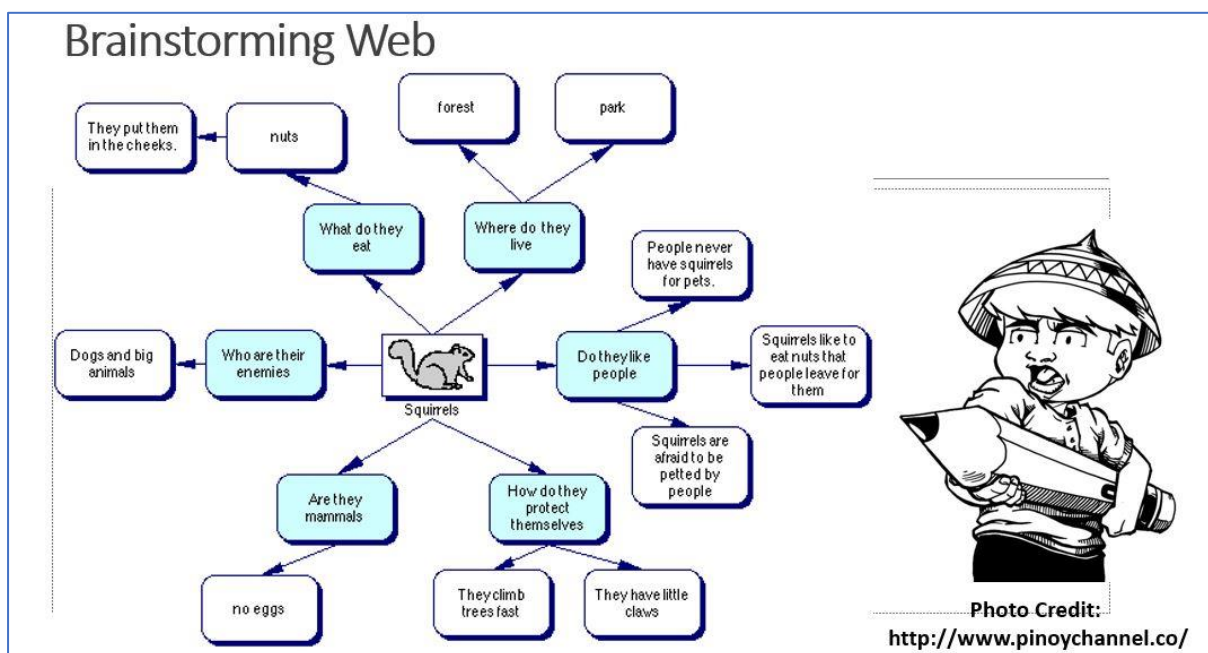 Brainstorming Web
They put them
in the cheeks.
nuts
forest
park
What do they
eat
Where do they
live
People never
have squirrels
for pets.
Dogs and big
animals
Who are their
enemies
Squirrels
Do they like
people
Squirrels like to
eat nuts that
people leave for
them
Squirrels are
afraid to be
petted by
people
Are they
mammals
How do they
protect
themselves
no eggs
They climb
trees fast
They have little
claws
Photo Credit:
http://www.pinoychannel.co/